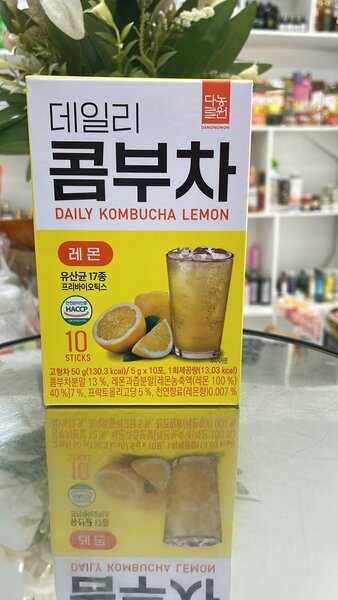 다농
글원
DANONGWON
데일리
콤부차
DAILY KOMBUCHA LEMON
레몬
유산균 17종
프리바이오틱스
HACCP
10
STICKS
고형차 50 g(130.3 kcal)/ 5 g x 10포, 1회제공량(13.03 kcal)
콤부차분말 13 %, 레몬과즙분말[레몬농축액(레몬 100 %)
40 %]7 %, 프락토올리고당 5 %, 천연향료(레몬향)0.007 %